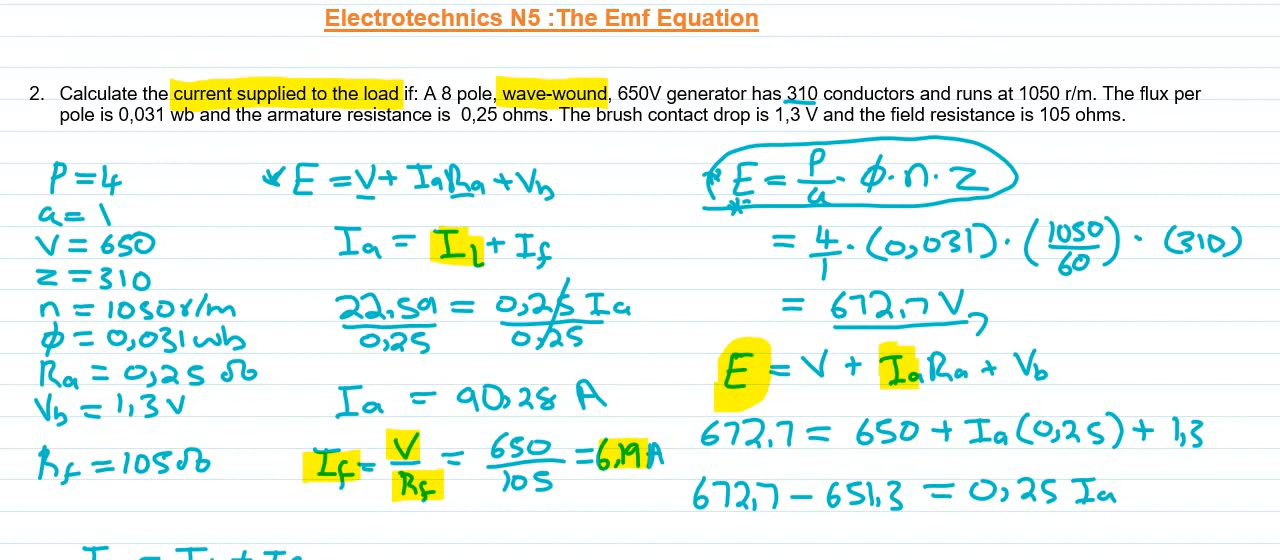 Electrotechnics N5 :The Emf Equation
2. Calculate the current supplied to the load if: A 8 pole, wave-wound, 650V generator has 310 conductors and runs at 1050 r/m. The flux per
pole is 0,031 wb and the armature resistance is 0,25 ohms. The brush contact drop is 1,3 V and the field resistance is 105 ohms.
P = 4
a = 1
V = 650
Z = 310
n = 1050 r/m
ϕ = 0,031 wb
Ra = 0,25 Ω
Vb = 1,3 V
Rf = 105 Ω
* E = V + IaRa + Vb
Ia = Il + If
22,59/0,25 = 0,25 Ia/0,25
Ia = 90,28 A
If = V/Rf = 650/105 = 6,19 A
* E = P/a · ϕ · n · Z
= 4/1 · (0,031) · (1050/60) · (310)
= 672,7 V
E = V + IaRa + Vb
672,7 = 650 + Ia(0,25) + 1,3
672,7 − 651,3 = 0,25 Ia